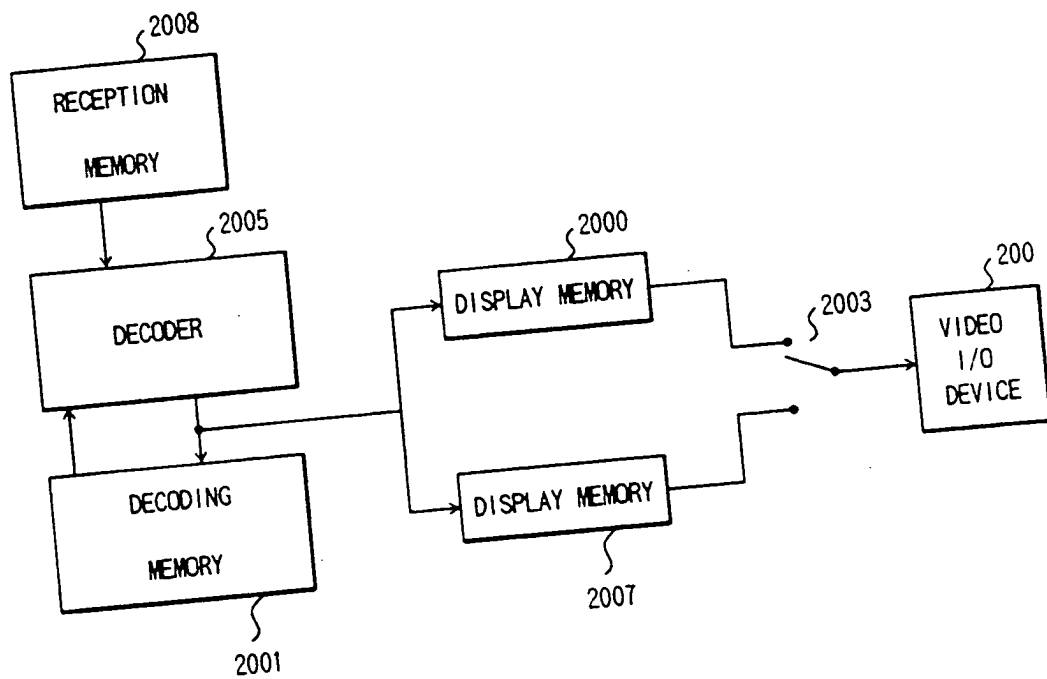 2008
RECEPTION
MEMORY
2005
DECODER
2000
DISPLAY MEMORY
2003
200
VIDEO
I/O
DEVICE
DECODING
MEMORY
2001
DISPLAY MEMORY
2007